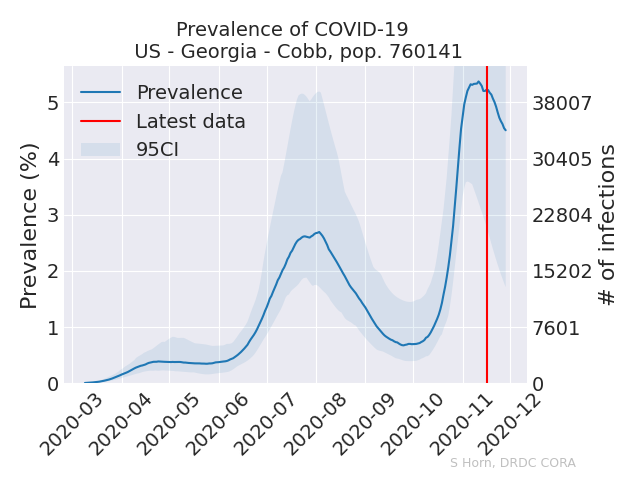 Prevalence of COVID-19
US - Georgia - Cobb, pop. 760141
Prevalence
Latest data
95CI
Prevalence (%)
5
4
3
2
1
0
38007
30405
22804
15202
7601
0
# of infections
2020-03
2020-04
2020-05
2020-06
2020-07
2020-08
2020-09
2020-10
2020-11
2020-12
S Horn, DRDC CORA